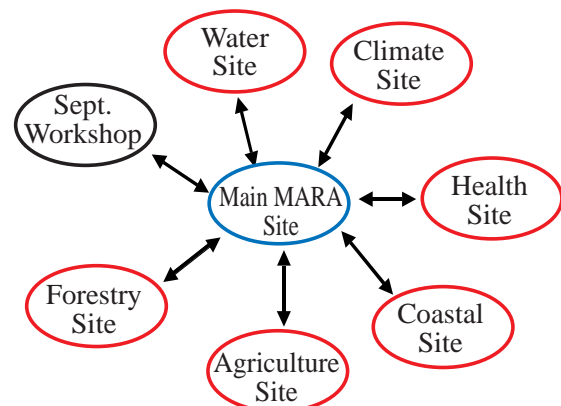 Water
Site
Climate
Site
Sept.
Workshop
Main MARA
Site
Health
Site
Forestry
Site
Coastal
Site
Agriculture
Site